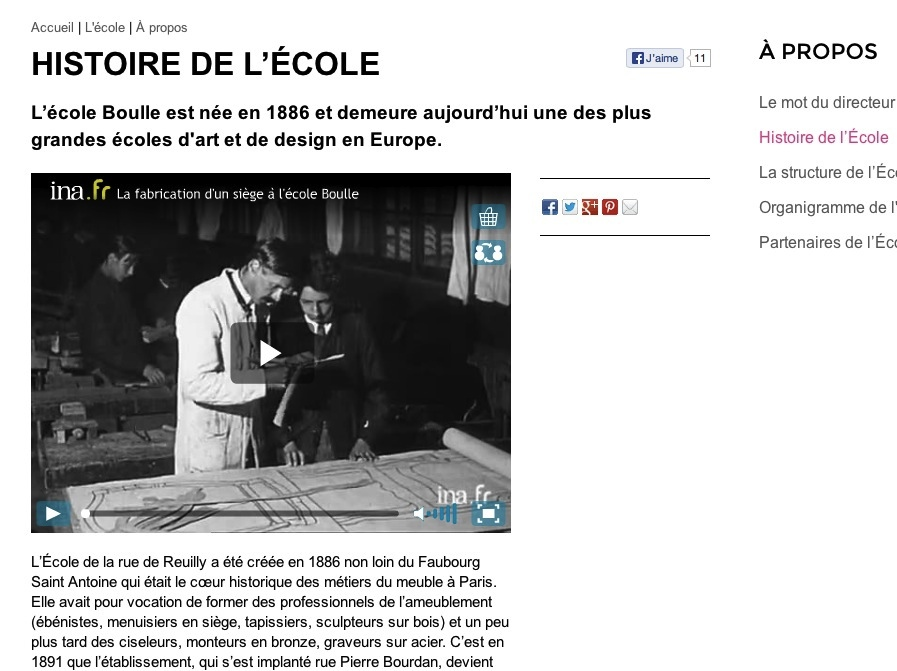 Accueil | L'école | À propos
HISTOIRE DE L’ÉCOLE
J'aime 11
L’école Boulle est née en 1886 et demeure aujourd’hui une des plus
grandes écoles d'art et de design en Europe.
ina.fr La fabrication d'un siège à l'école Boulle
ina.fr
L’École de la rue de Reuilly a été créée en 1886 non loin du Faubourg
Saint Antoine qui était le cœur historique des métiers du meuble à Paris.
Elle avait pour vocation de former des professionnels de l’ameublement
(ébénistes, menuisiers en siège, tapissiers, sculpteurs sur bois) et un peu
plus tard des ciseleurs, monteurs en bronze, graveurs sur acier. C’est en
1891 que l’établissement, qui s’est implanté rue Pierre Bourdan, devient
À PROPOS
Le mot du directeur
Histoire de l’École
La structure de l’Éc
Organigramme de l'
Partenaires de l’Éc